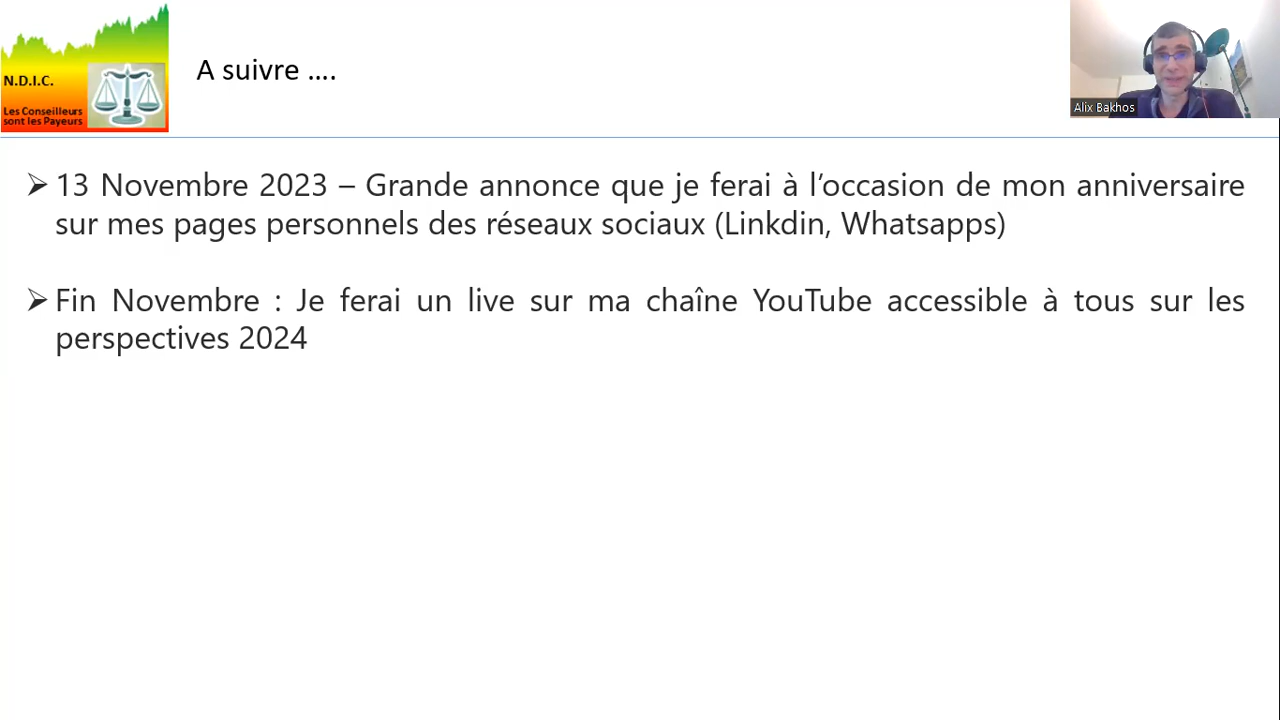 A suivre ....
N.D.I.C.
Les Conseilleurs
sont les Payeurs
Alix Bakhos
➢ 13 Novembre 2023 – Grande annonce que je ferai à l’occasion de mon anniversaire
sur mes pages personnels des réseaux sociaux (Linkdin, Whatsapps)
➢ Fin Novembre : Je ferai un live sur ma chaîne YouTube accessible à tous sur les
perspectives 2024